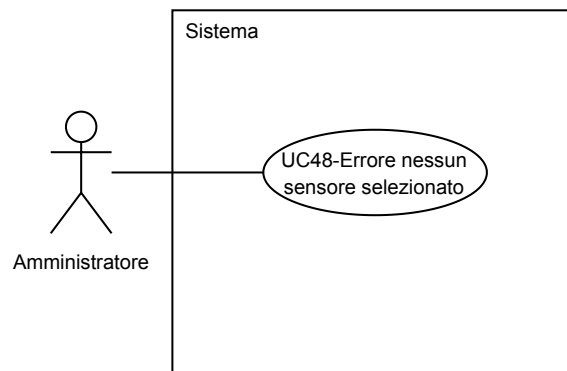 Sistema
UC48-Errore nessun
sensore selezionato
Amministratore